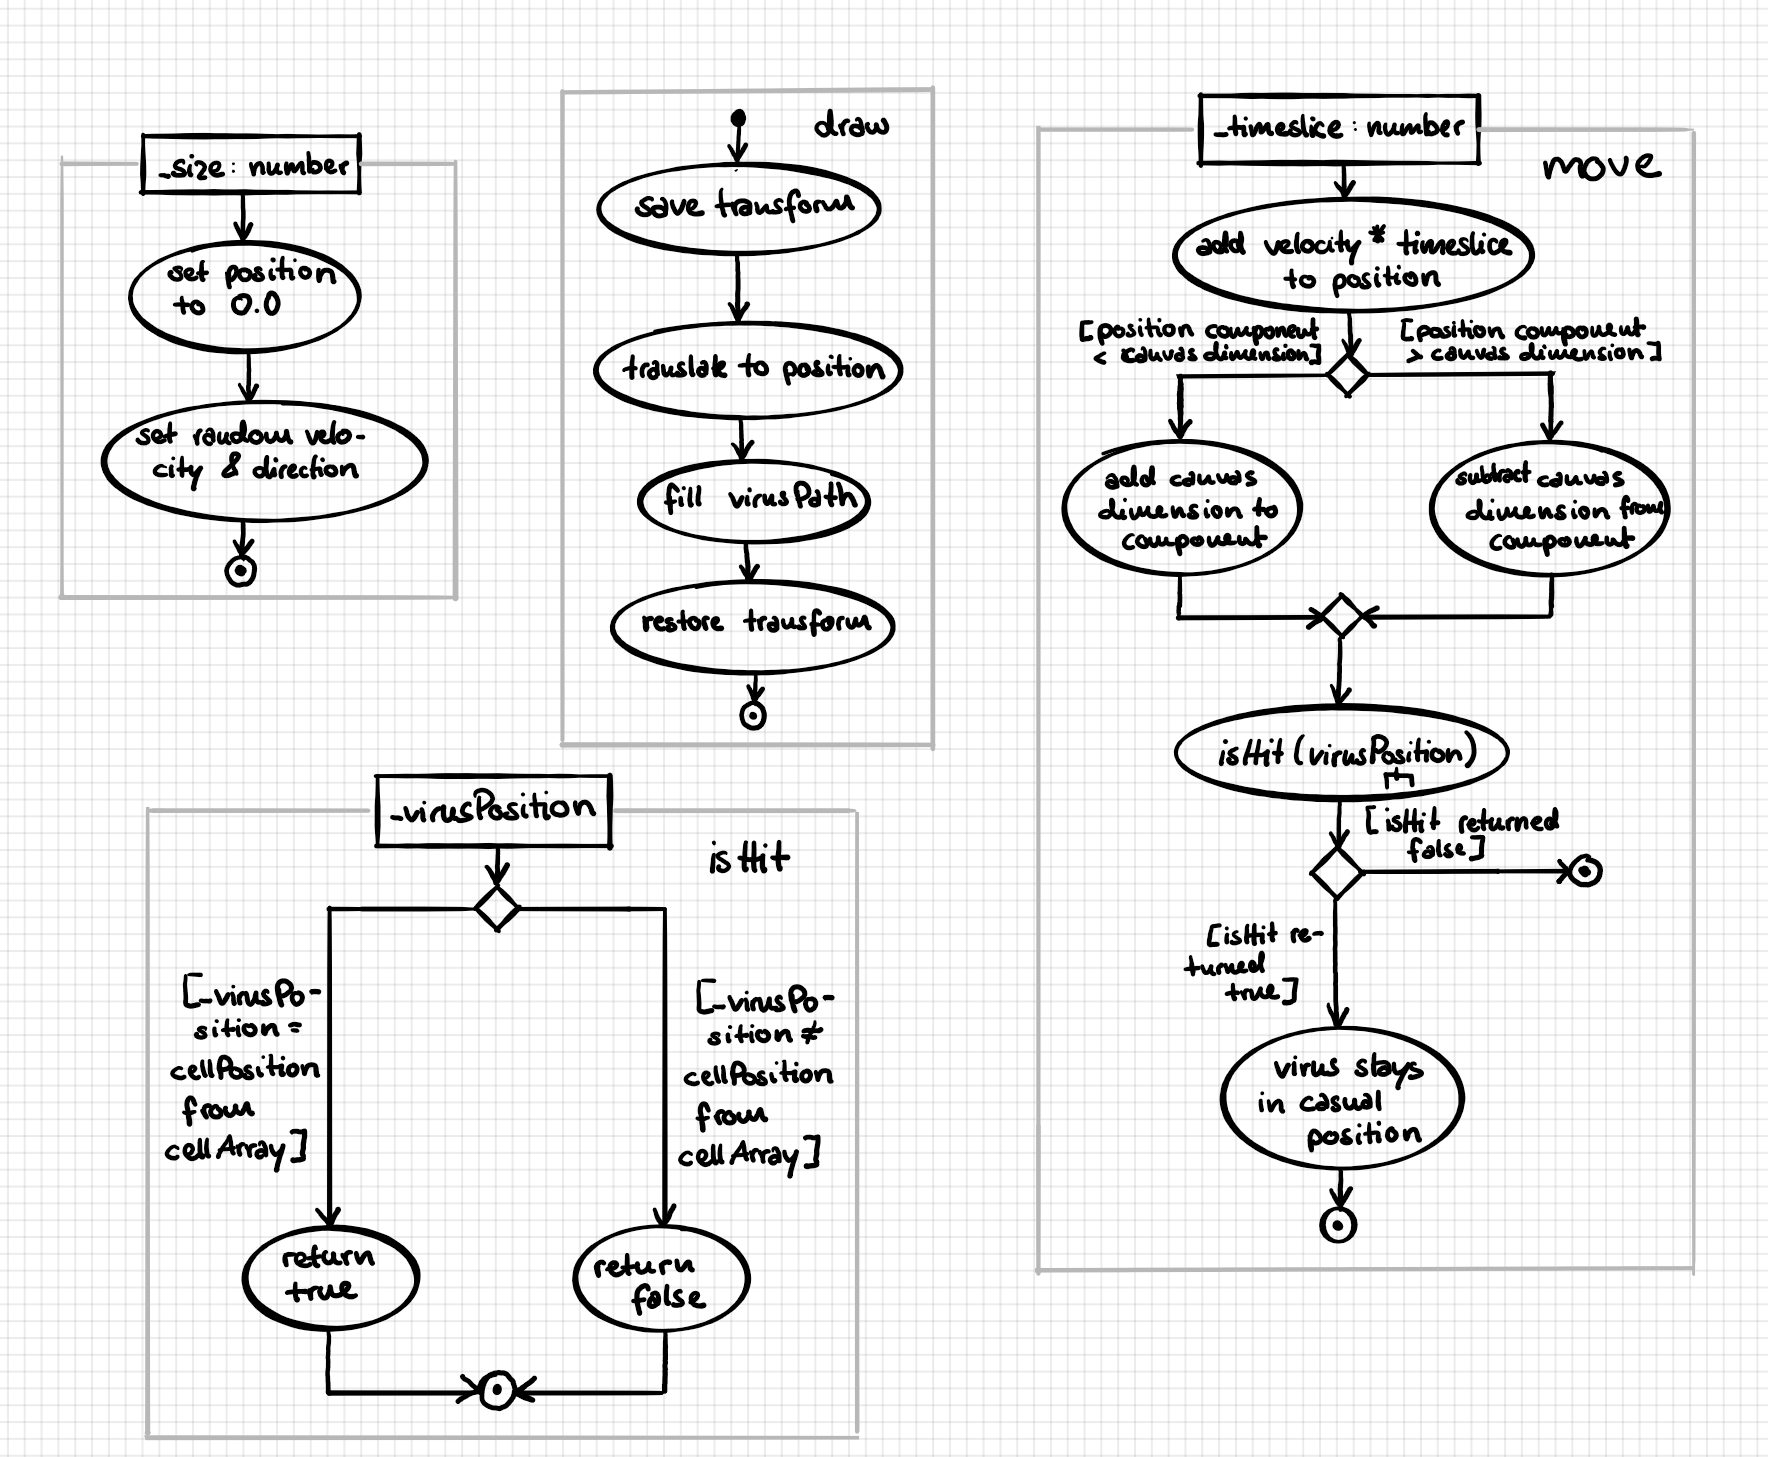 _size: number
set position
to 0.0
set random velo-
city & direction
draw
save transform
translate to position
fill virusPath
restore transform
_timeslice: number
move
add velocity * timeslice
to position
[position component
< canvas dimension]
[position component
> canvas dimension]
add canvas
dimension to
component
subtract canvas
dimension from
component
isHit (virusPosition)
[isHit returned
false]
[isHit re-
turned
true]
virus stays
in casual
position
_virusPosition
isHit
[_virusPo-
sition =
cellPosition
from
cellArray]
[_virusPo-
sition ≠
cellPosition
from
cellArray]
return
true
return
false